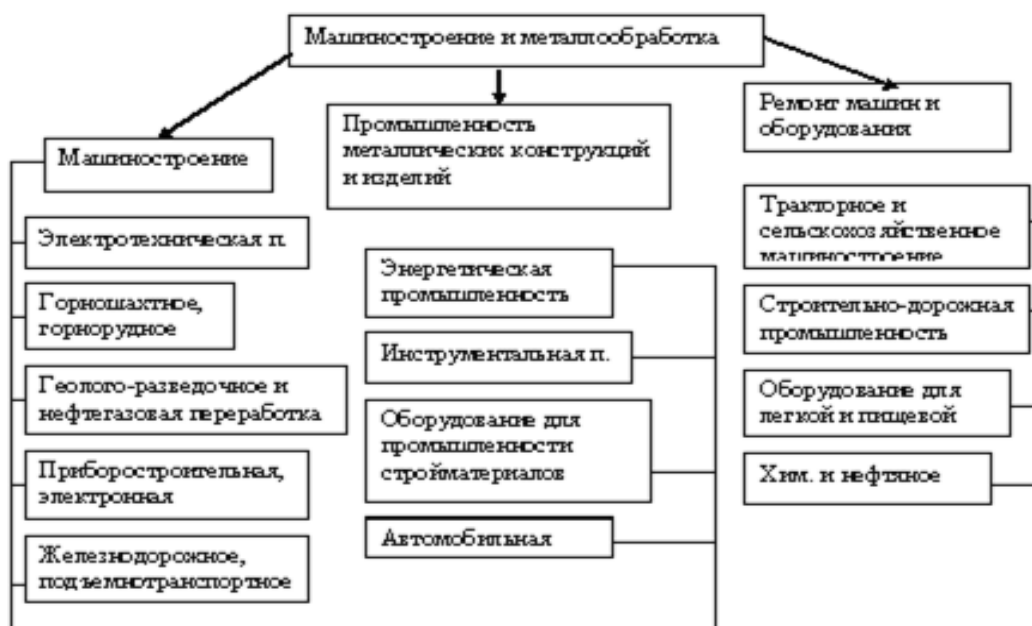 Машиностроение и металлообработка
Машиностроение
Промышленность
металлических конструкций
и изделий
Ремонт машин и
оборудования
Электротехническая п.
Горношахтное,
горнорудное
Геолого-разведочное и
нефтегазовая переработка
Приборостроительная,
электронная
Железнодорожное,
подъемнотранспортное
Энергетическая
промышленность
Инструментальная п.
Оборудование для
промышленности
стройматериалов
Автомобильная
Тракторное и
сельскохозяйственное
машиностроение
Строительно-дорожная
промышленность
Оборудование для
легкой и пищевой
Хим. и нефтяное